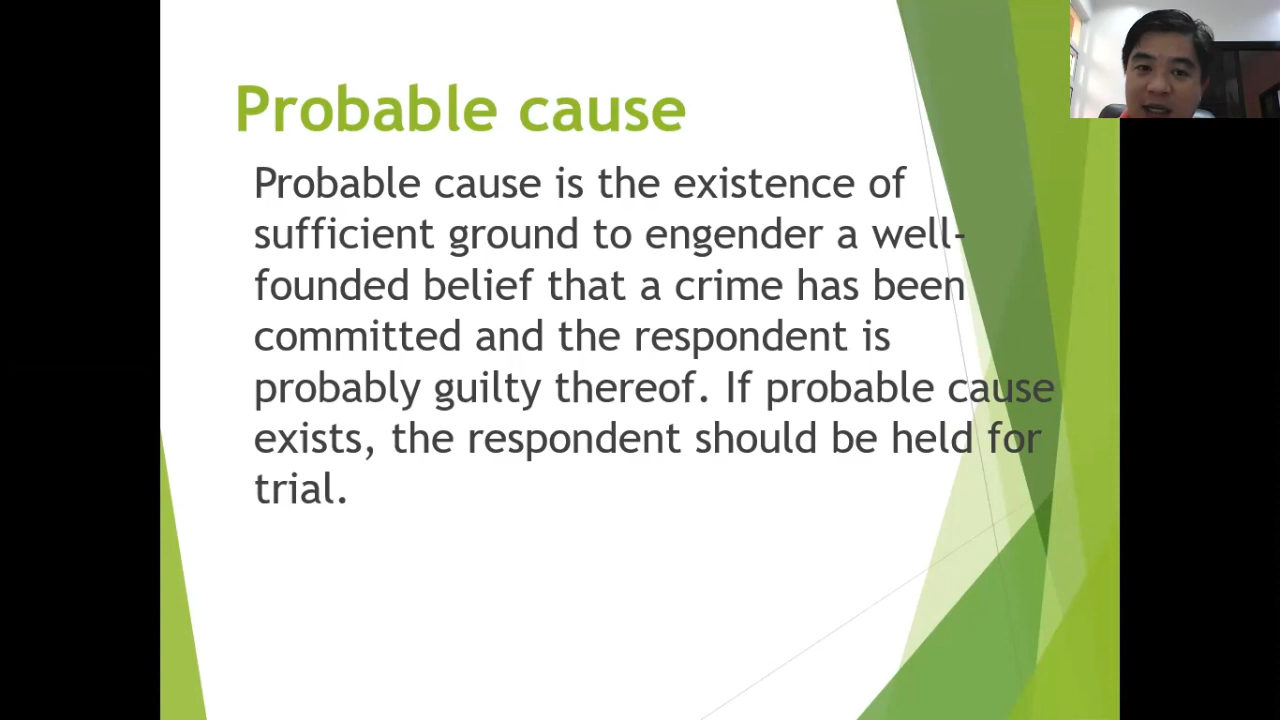 Probable cause
Probable cause is the existence of
sufficient ground to engender a well-
founded belief that a crime has been
committed and the respondent is
probably guilty thereof. If probable cause
exists, the respondent should be held for
trial.